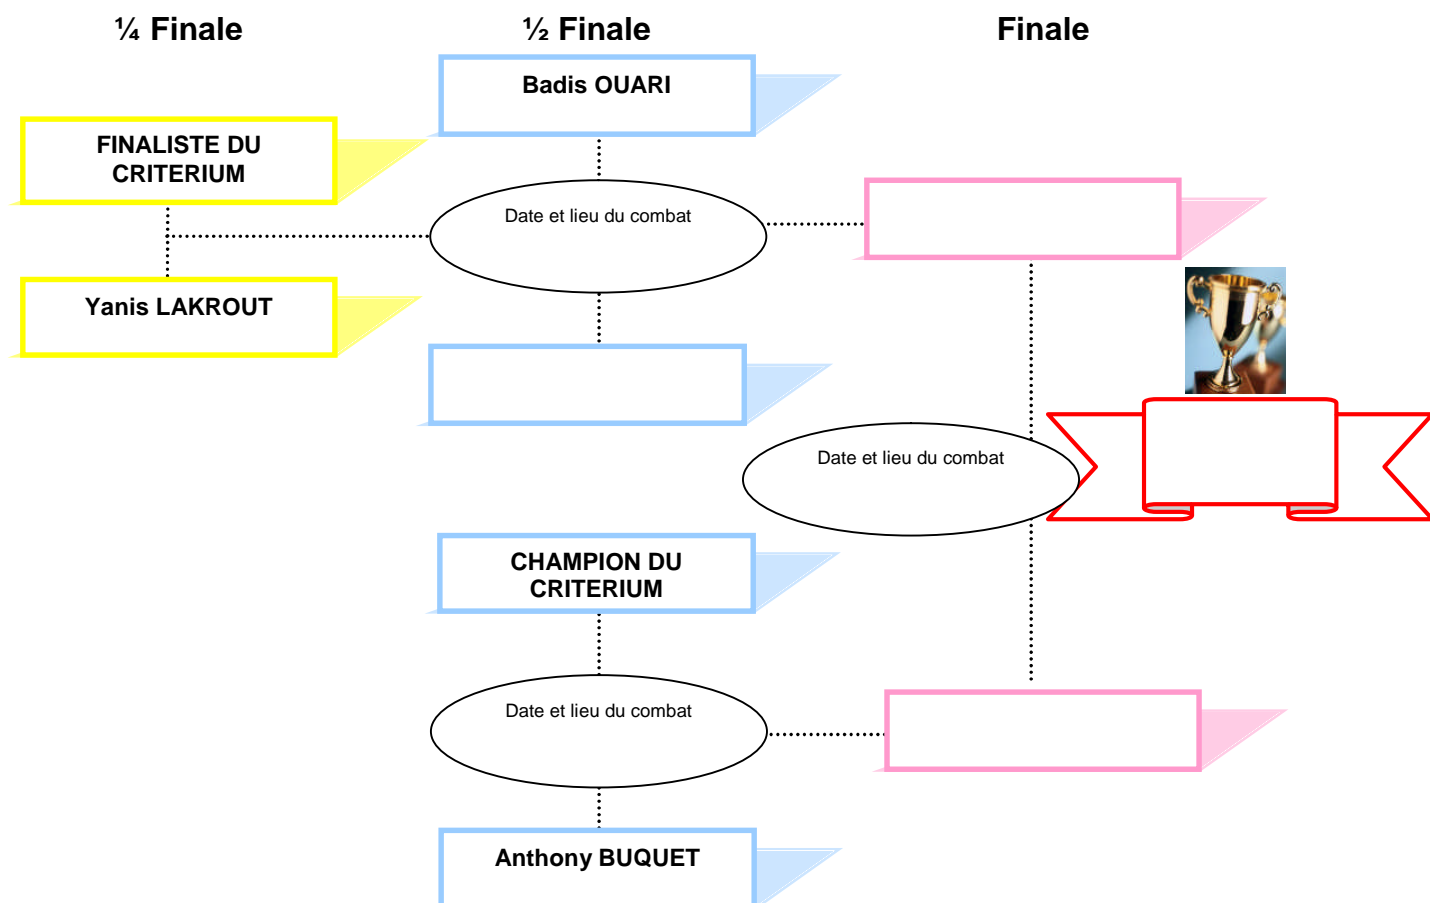 ¼ Finale
½ Finale
Finale
Badis OUARI
FINALISTE DU
CRITERIUM
Date et lieu du combat
Yanis LAKROUT
Date et lieu du combat
CHAMPION DU
CRITERIUM
Date et lieu du combat
Anthony BUQUET